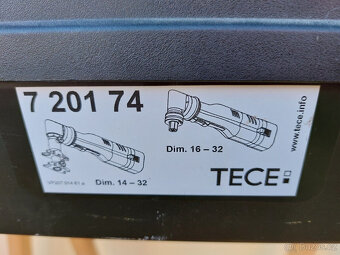 7 201 74
www.tece.info
Dim. 16 – 32
Dim. 14 – 32
TECE: